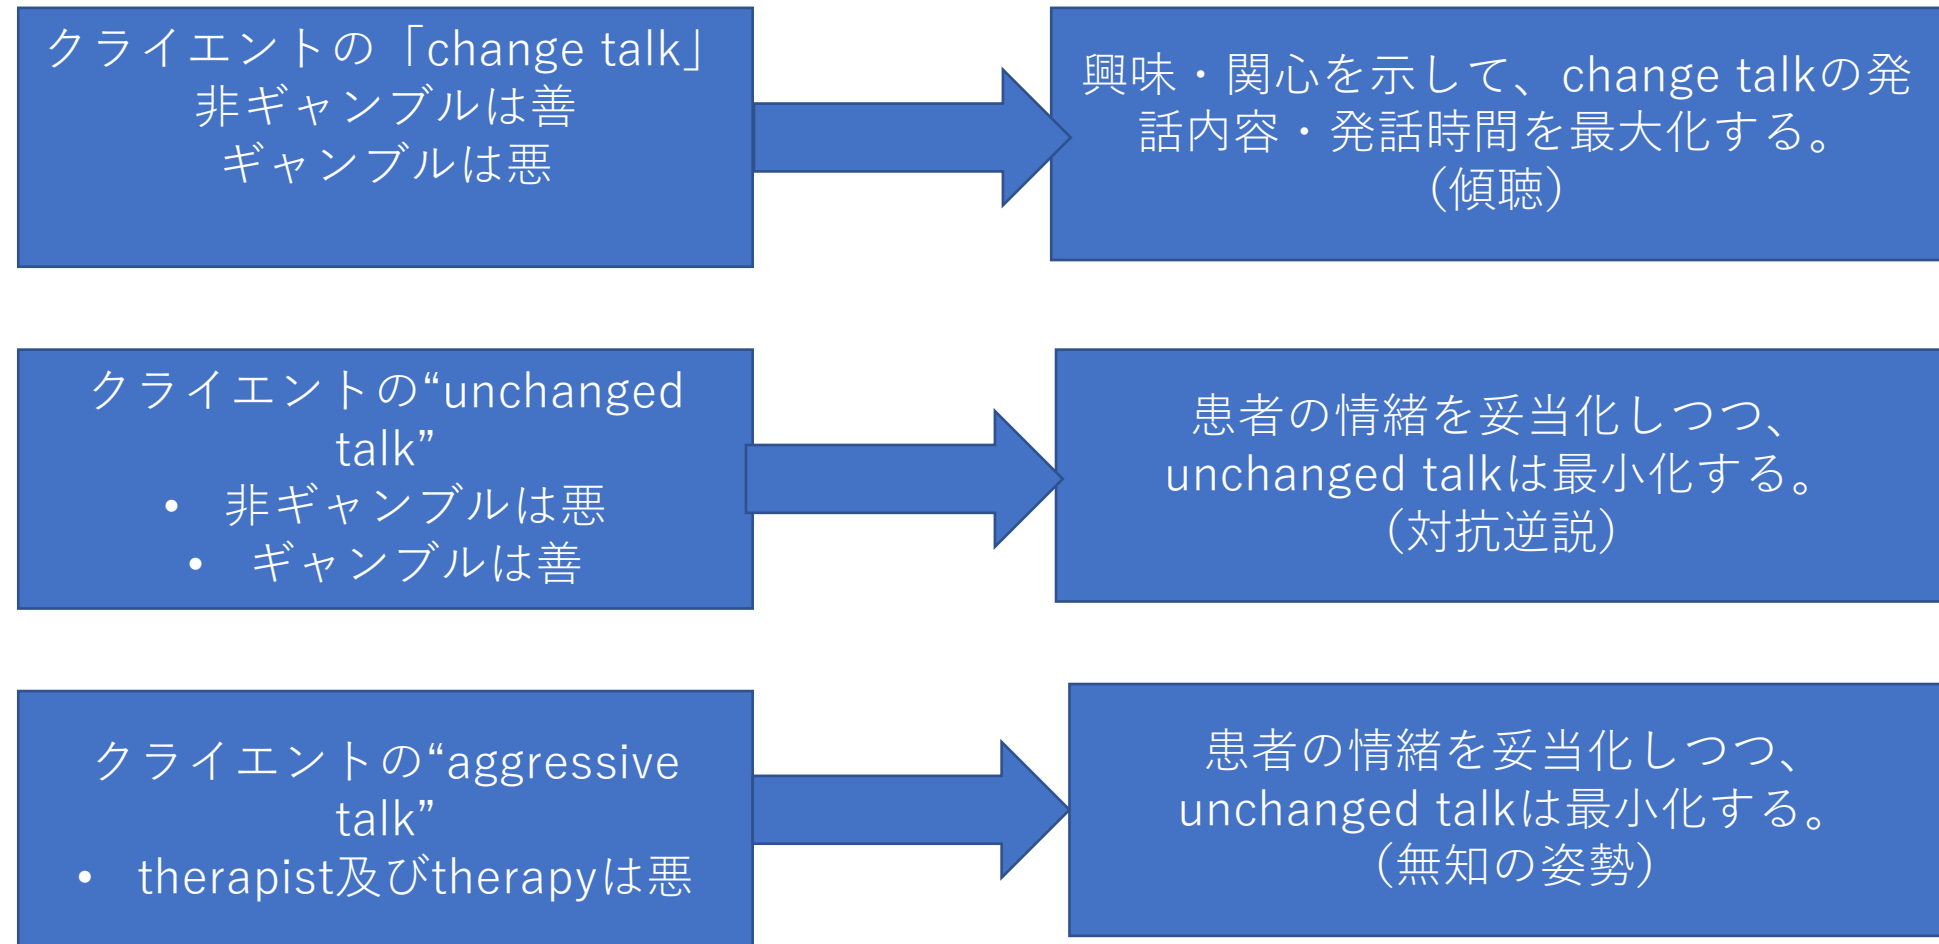 クライエントの「change talk」
非ギャンブルは善
ギャンブルは悪
興味・関心を示して、change talkの発
話内容・発話時間を最大化する。
（傾聴）
クライエントの“unchanged
talk”
• 非ギャンブルは悪
• ギャンブルは善
患者の情緒を妥当化しつつ、
unchanged talkは最小化する。
（対抗逆説）
クライエントの“aggressive
talk”
• therapist及びtherapyは悪
患者の情緒を妥当化しつつ、
unchanged talkは最小化する。
（無知の姿勢）